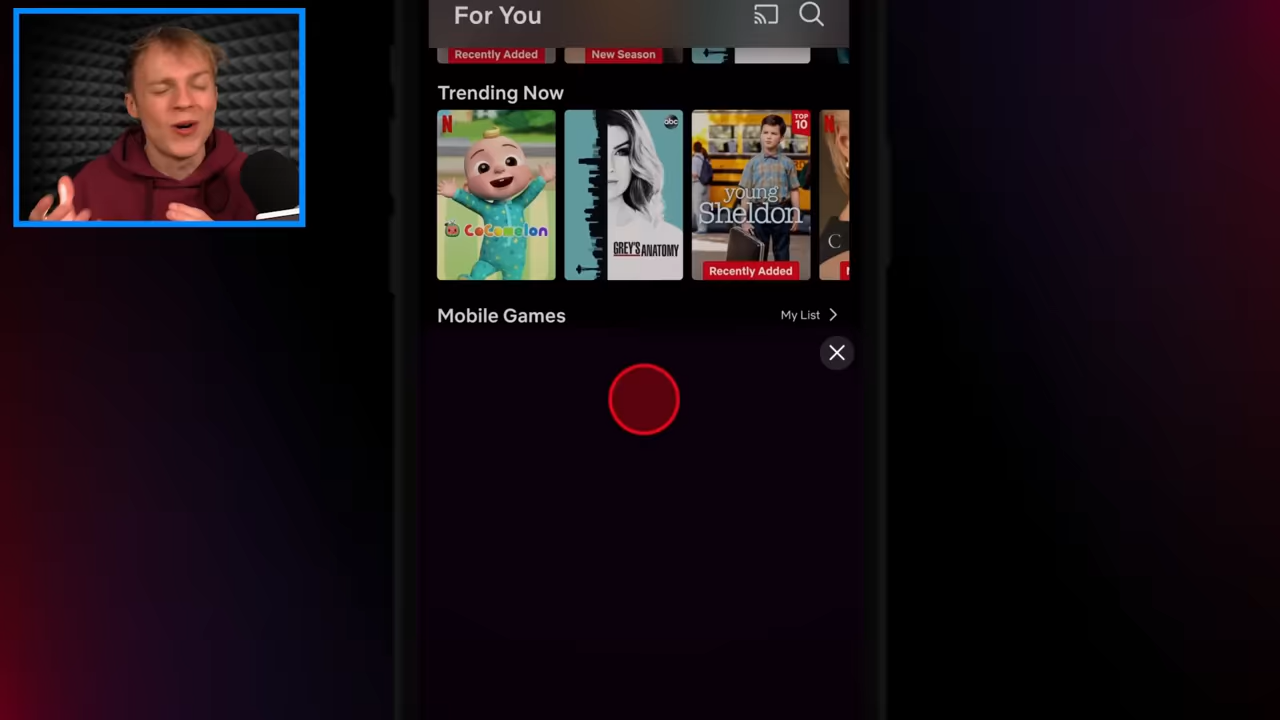 For You
Recently Added
New Season
Trending Now
N
CoComelon
abc
GREY'S ANATOMY
TOP
10
young
Sheldon
Recently Added
N
C
Mobile Games
My List